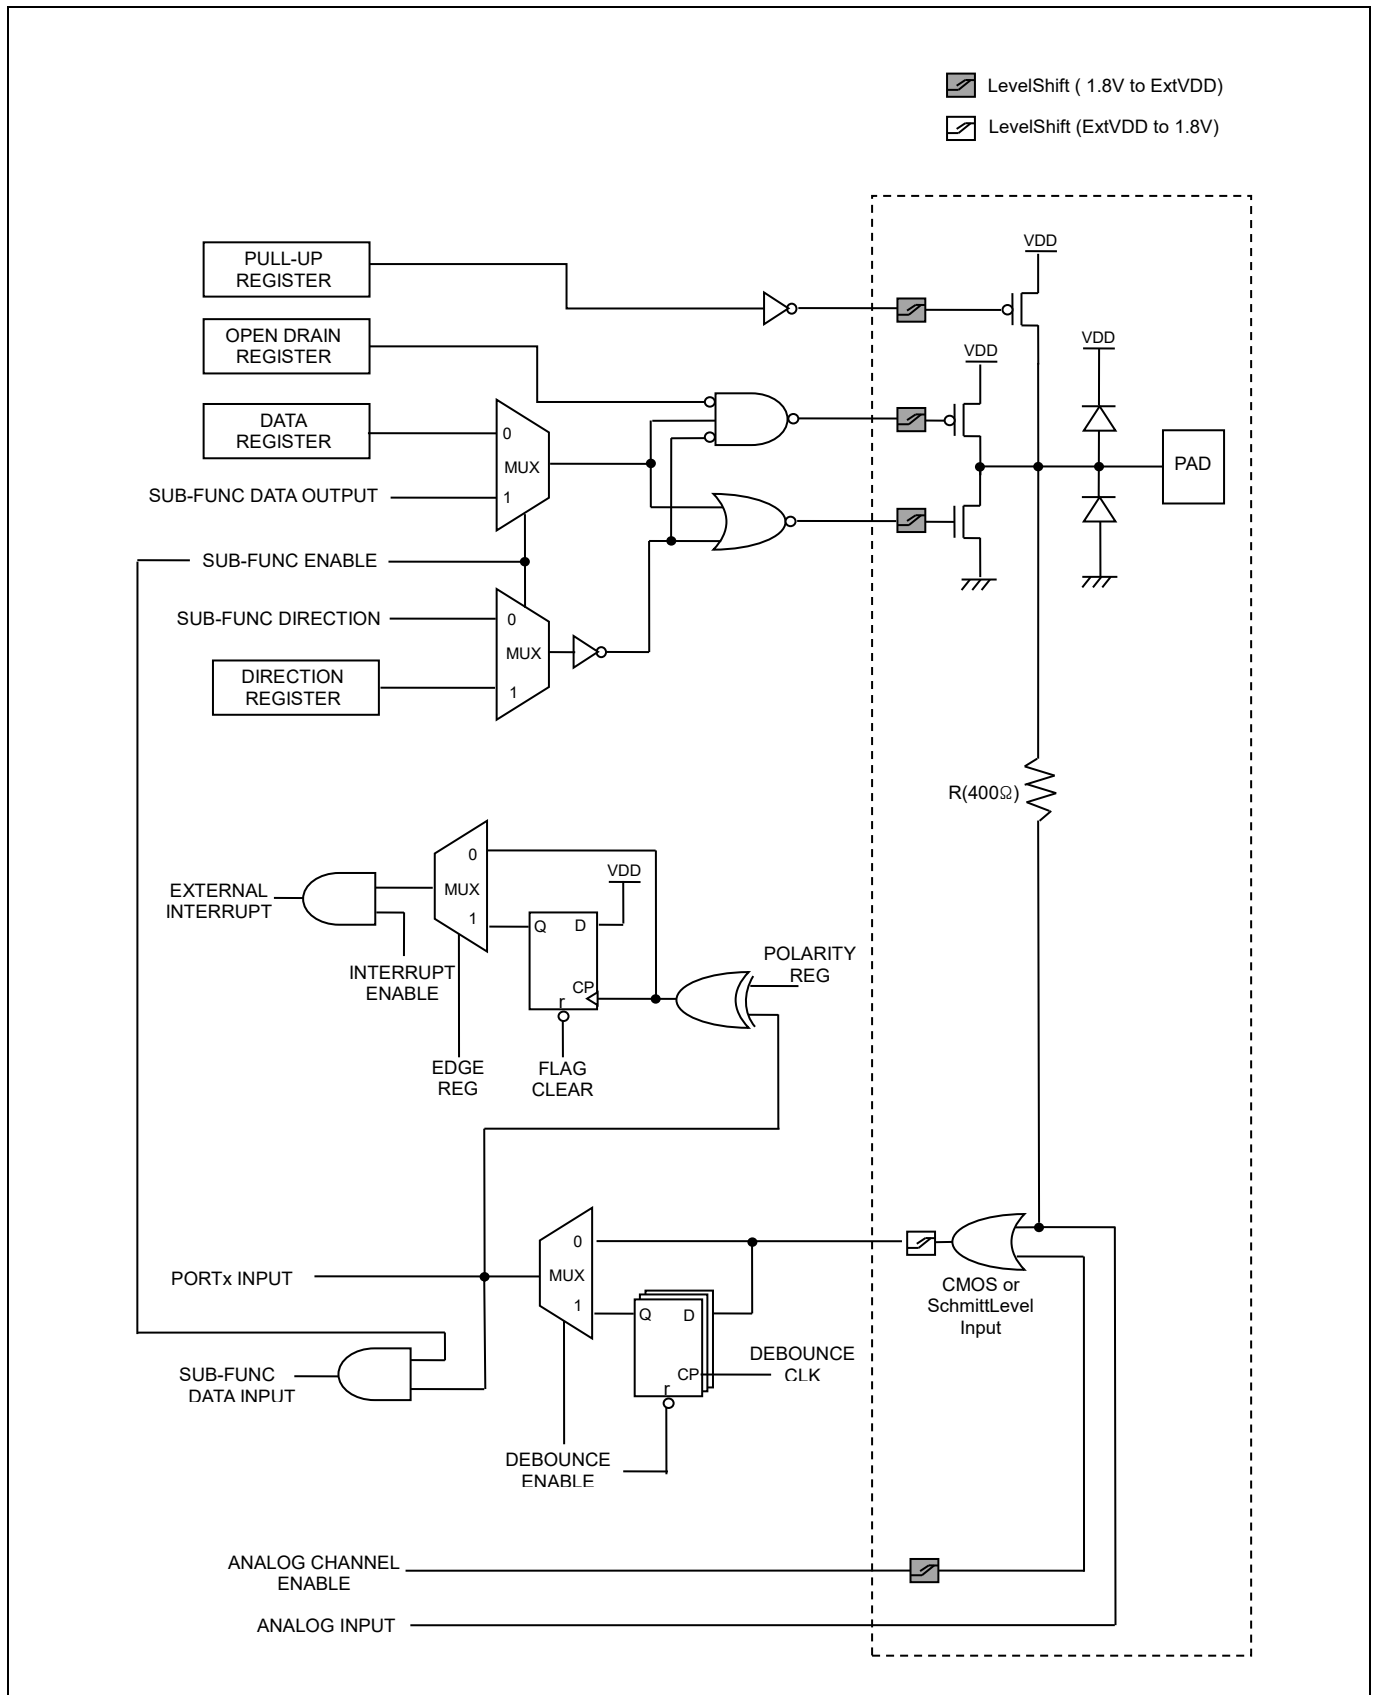 LevelShift ( 1.8V to ExtVDD)
LevelShift (ExtVDD to 1.8V)
VDD
PULL-UP
REGISTER
OPEN DRAIN
REGISTER
VDD
VDD
DATA
REGISTER
0
MUX
1
PAD
SUB-FUNC DATA OUTPUT
SUB-FUNC ENABLE
SUB-FUNC DIRECTION
0
MUX
1
DIRECTION
REGISTER
R(400Ω)
0
MUX
1
VDD
EXTERNAL
INTERRUPT
Q
D
CP
r
POLARITY
REG
INTERRUPT
ENABLE
EDGE
REG
FLAG
CLEAR
0
MUX
1
PORTx INPUT
CMOS or
SchmittLevel
Input
Q
D
CP
r
DEBOUNCE
CLK
SUB-FUNC
DATA INPUT
DEBOUNCE
ENABLE
ANALOG CHANNEL
ENABLE
ANALOG INPUT